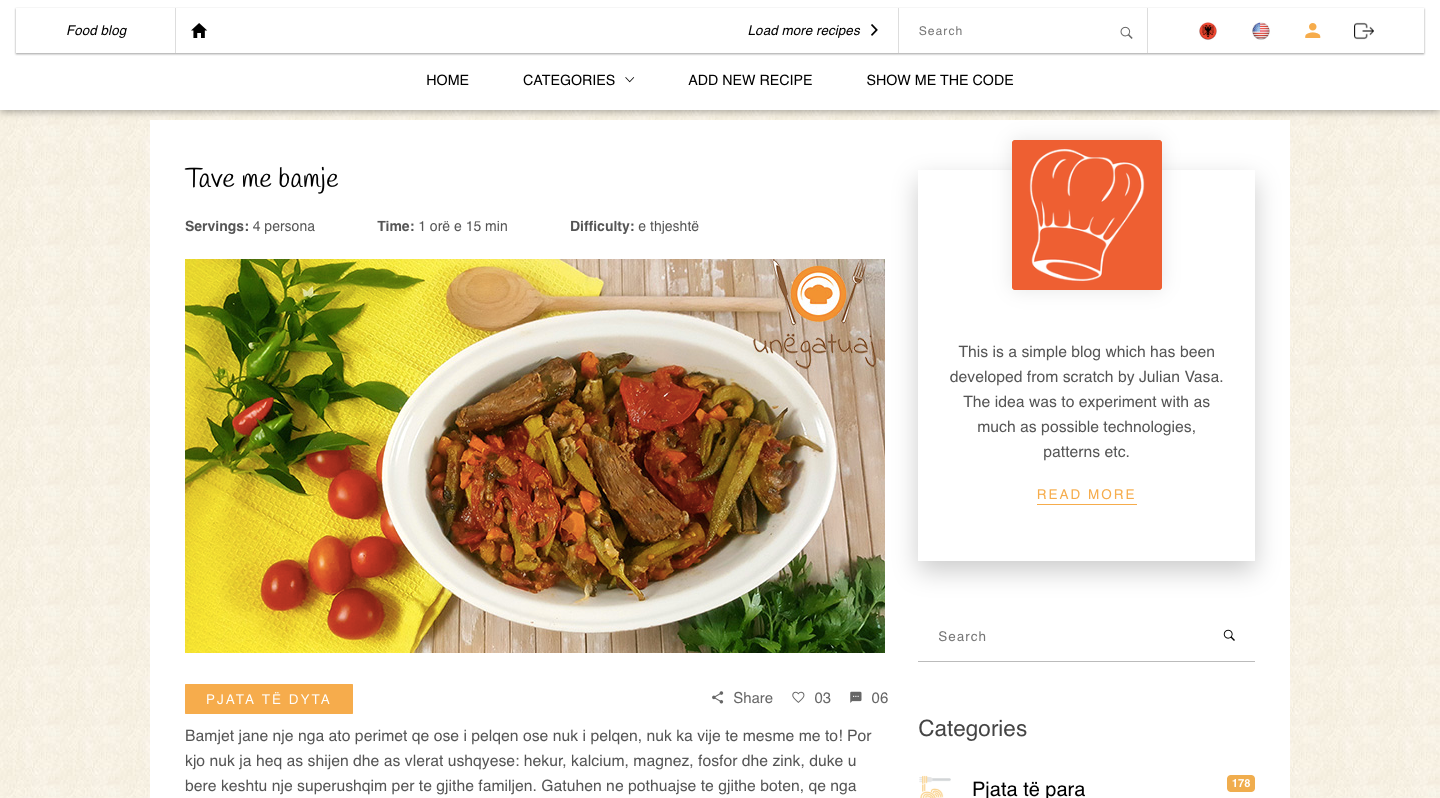 Food blog
Load more recipes
Search
HOME
CATEGORIES
ADD NEW RECIPE
SHOW ME THE CODE
Tave me bamje
Servings: 4 persona
Time: 1 orë e 15 min
Difficulty: e thjeshtë
unëgatuaj
PJATA TË DYTA
Share
03
06
Bamjet jane nje nga ato perimet qe ose i pelqen ose nuk i pelqen, nuk ka vije te mesme me to! Por
kjo nuk ja heq as shijen dhe as vlerat ushqyese: hekur, kalcium, magnez, fosfor dhe zink, duke u
bere keshtu nje superushqim per te gjithe familjen. Gatuhen ne pothuajse te gjithe boten, qe nga
This is a simple blog which has been
developed from scratch by Julian Vasa.
The idea was to experiment with as
much as possible technologies,
patterns etc.
READ MORE
Search
Categories
Pjata të para
178